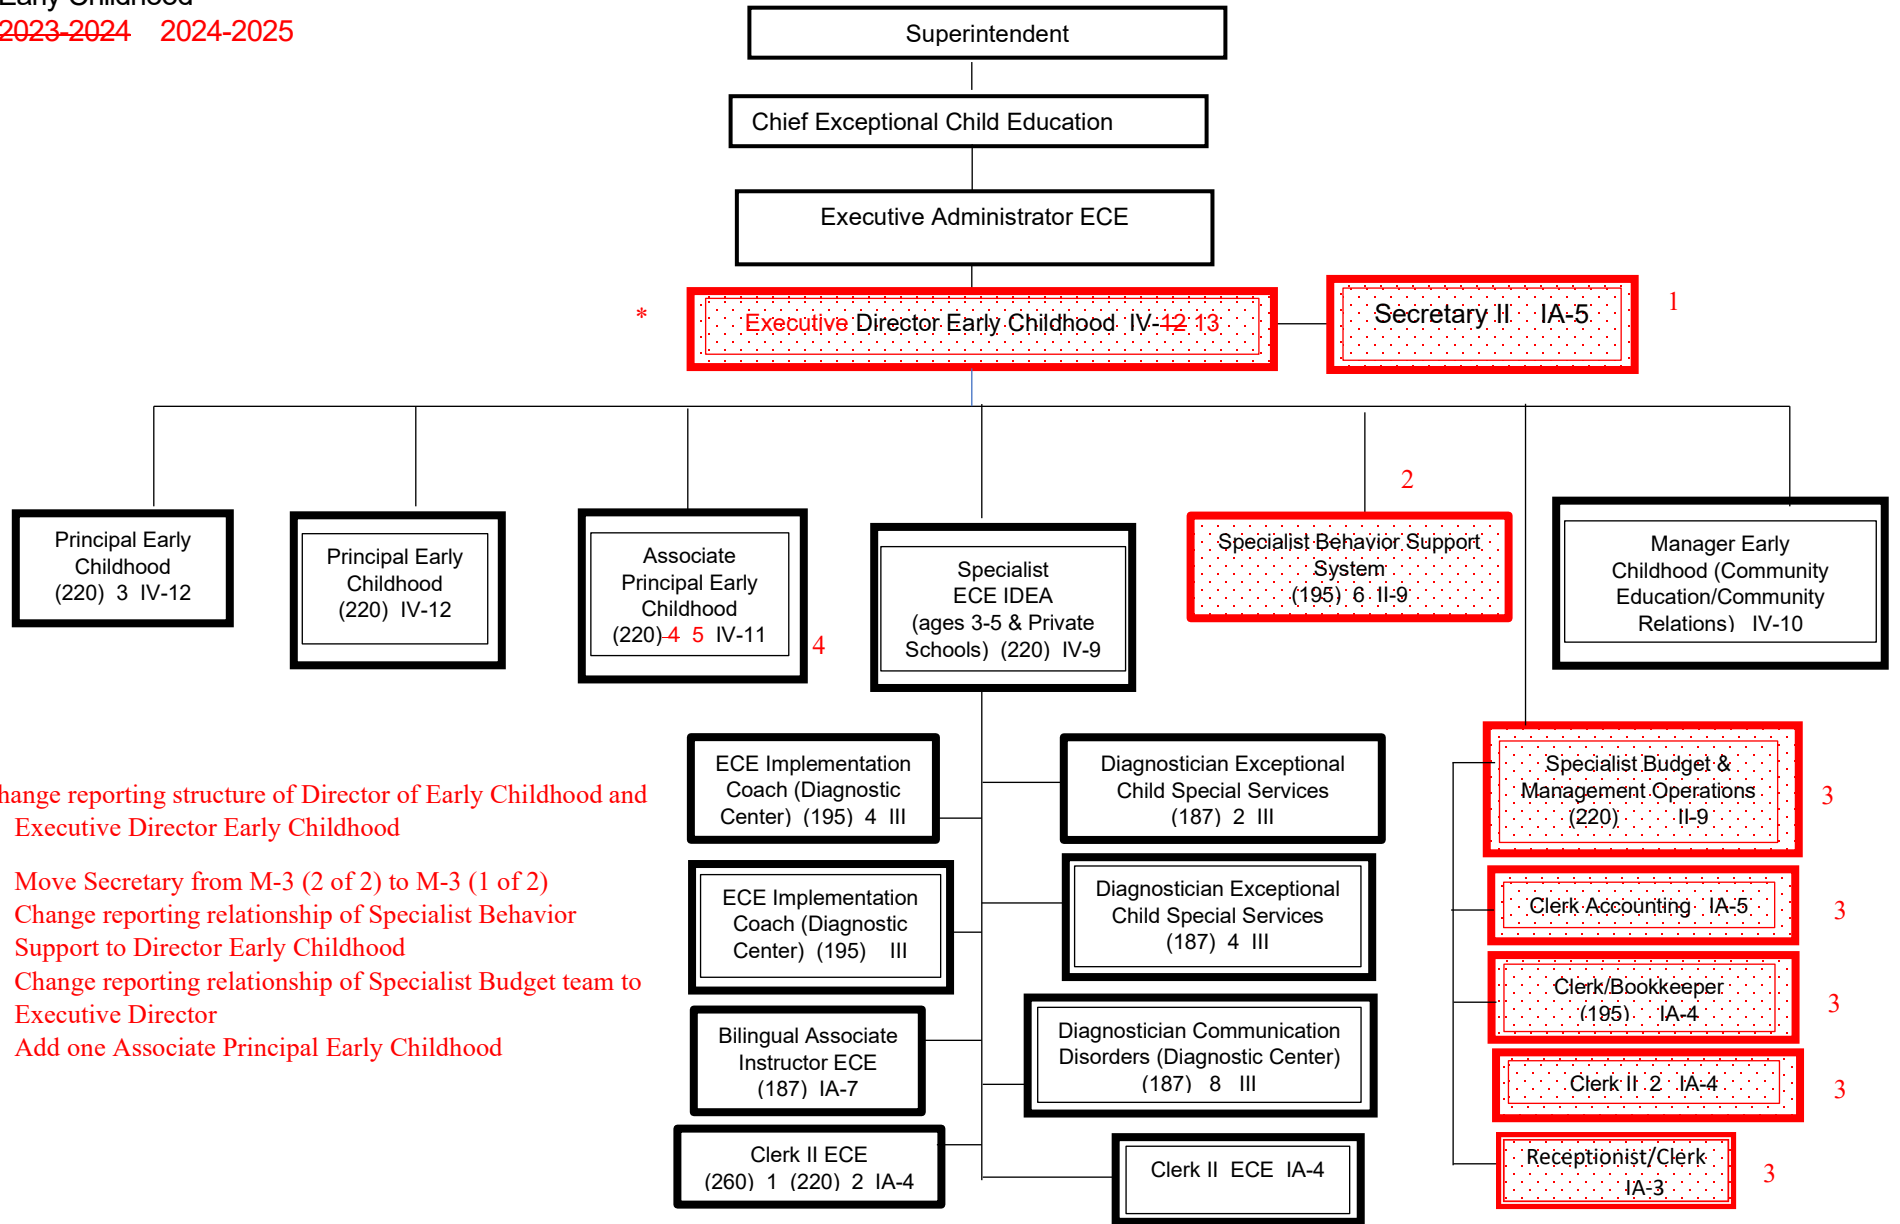 Early Childhood
2023-2024 2024-2025
Superintendent
Chief Exceptional Child Education
Executive Administrator ECE
*
Executive Director Early Childhood IV-12 13
Secretary II IA-5
1
2
Principal Early
Childhood
(220) 3 IV-12
Principal Early
Childhood
(220) IV-12
Associate
Principal Early
Childhood
(220) 4 5 IV-11
4
Specialist
ECE IDEA
(ages 3-5 & Private
Schools) (220) IV-9
Specialist Behavior Support
System
(195) 6 II-9
Manager Early
Childhood (Community
Education/Community
Relations) IV-10
ECE Implementation
Coach (Diagnostic
Center) (195) 4 III
Diagnostician Exceptional
Child Special Services
(187) 2 III
Specialist Budget &
Management Operations
(220) II-9
3
hange reporting structure of Director of Early Childhood and
Executive Director Early Childhood
Move Secretary from M-3 (2 of 2) to M-3 (1 of 2)
Change reporting relationship of Specialist Behavior
Support to Director Early Childhood
Change reporting relationship of Specialist Budget team to
Executive Director
Add one Associate Principal Early Childhood
ECE Implementation
Coach (Diagnostic
Center) (195) III
Diagnostician Exceptional
Child Special Services
(187) 4 III
Clerk Accounting IA-5
3
Clerk/Bookkeeper
(195) IA-4
3
Bilingual Associate
Instructor ECE
(187) IA-7
Diagnostician Communication
Disorders (Diagnostic Center)
(187) 8 III
Clerk II 2 IA-4
3
Clerk II ECE
(260) 1 (220) 2 IA-4
Clerk II ECE IA-4
Receptionist/Clerk
IA-3
3